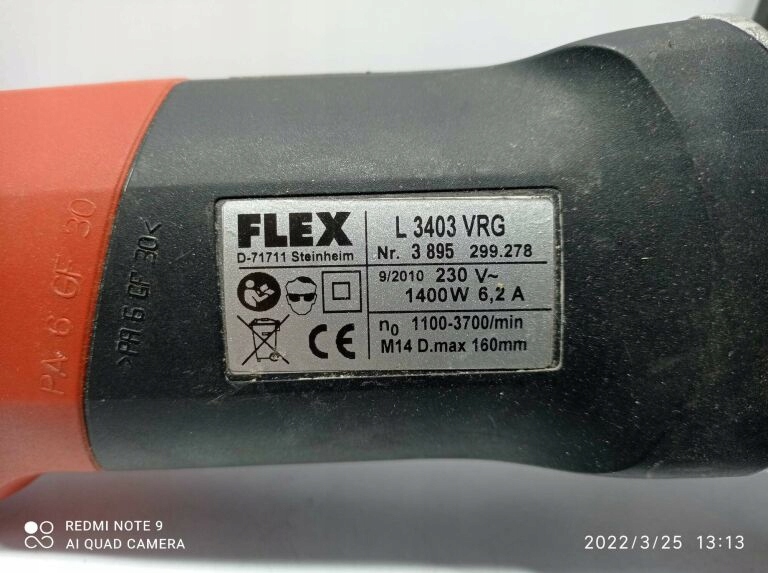 PA 6 GF 30
>PA 6 GF 30<
FLEX
D-71711 Steinheim
L 3403 VRG
Nr. 3 895 299.278
9/2010 230 V~
1400W 6,2 A
CE
n₀ 1100-3700/min
M14 D.max 160mm
REDMI NOTE 9
AI QUAD CAMERA
2022/3/25 13:13